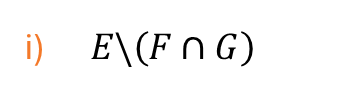 i) E\(F ∩ G)